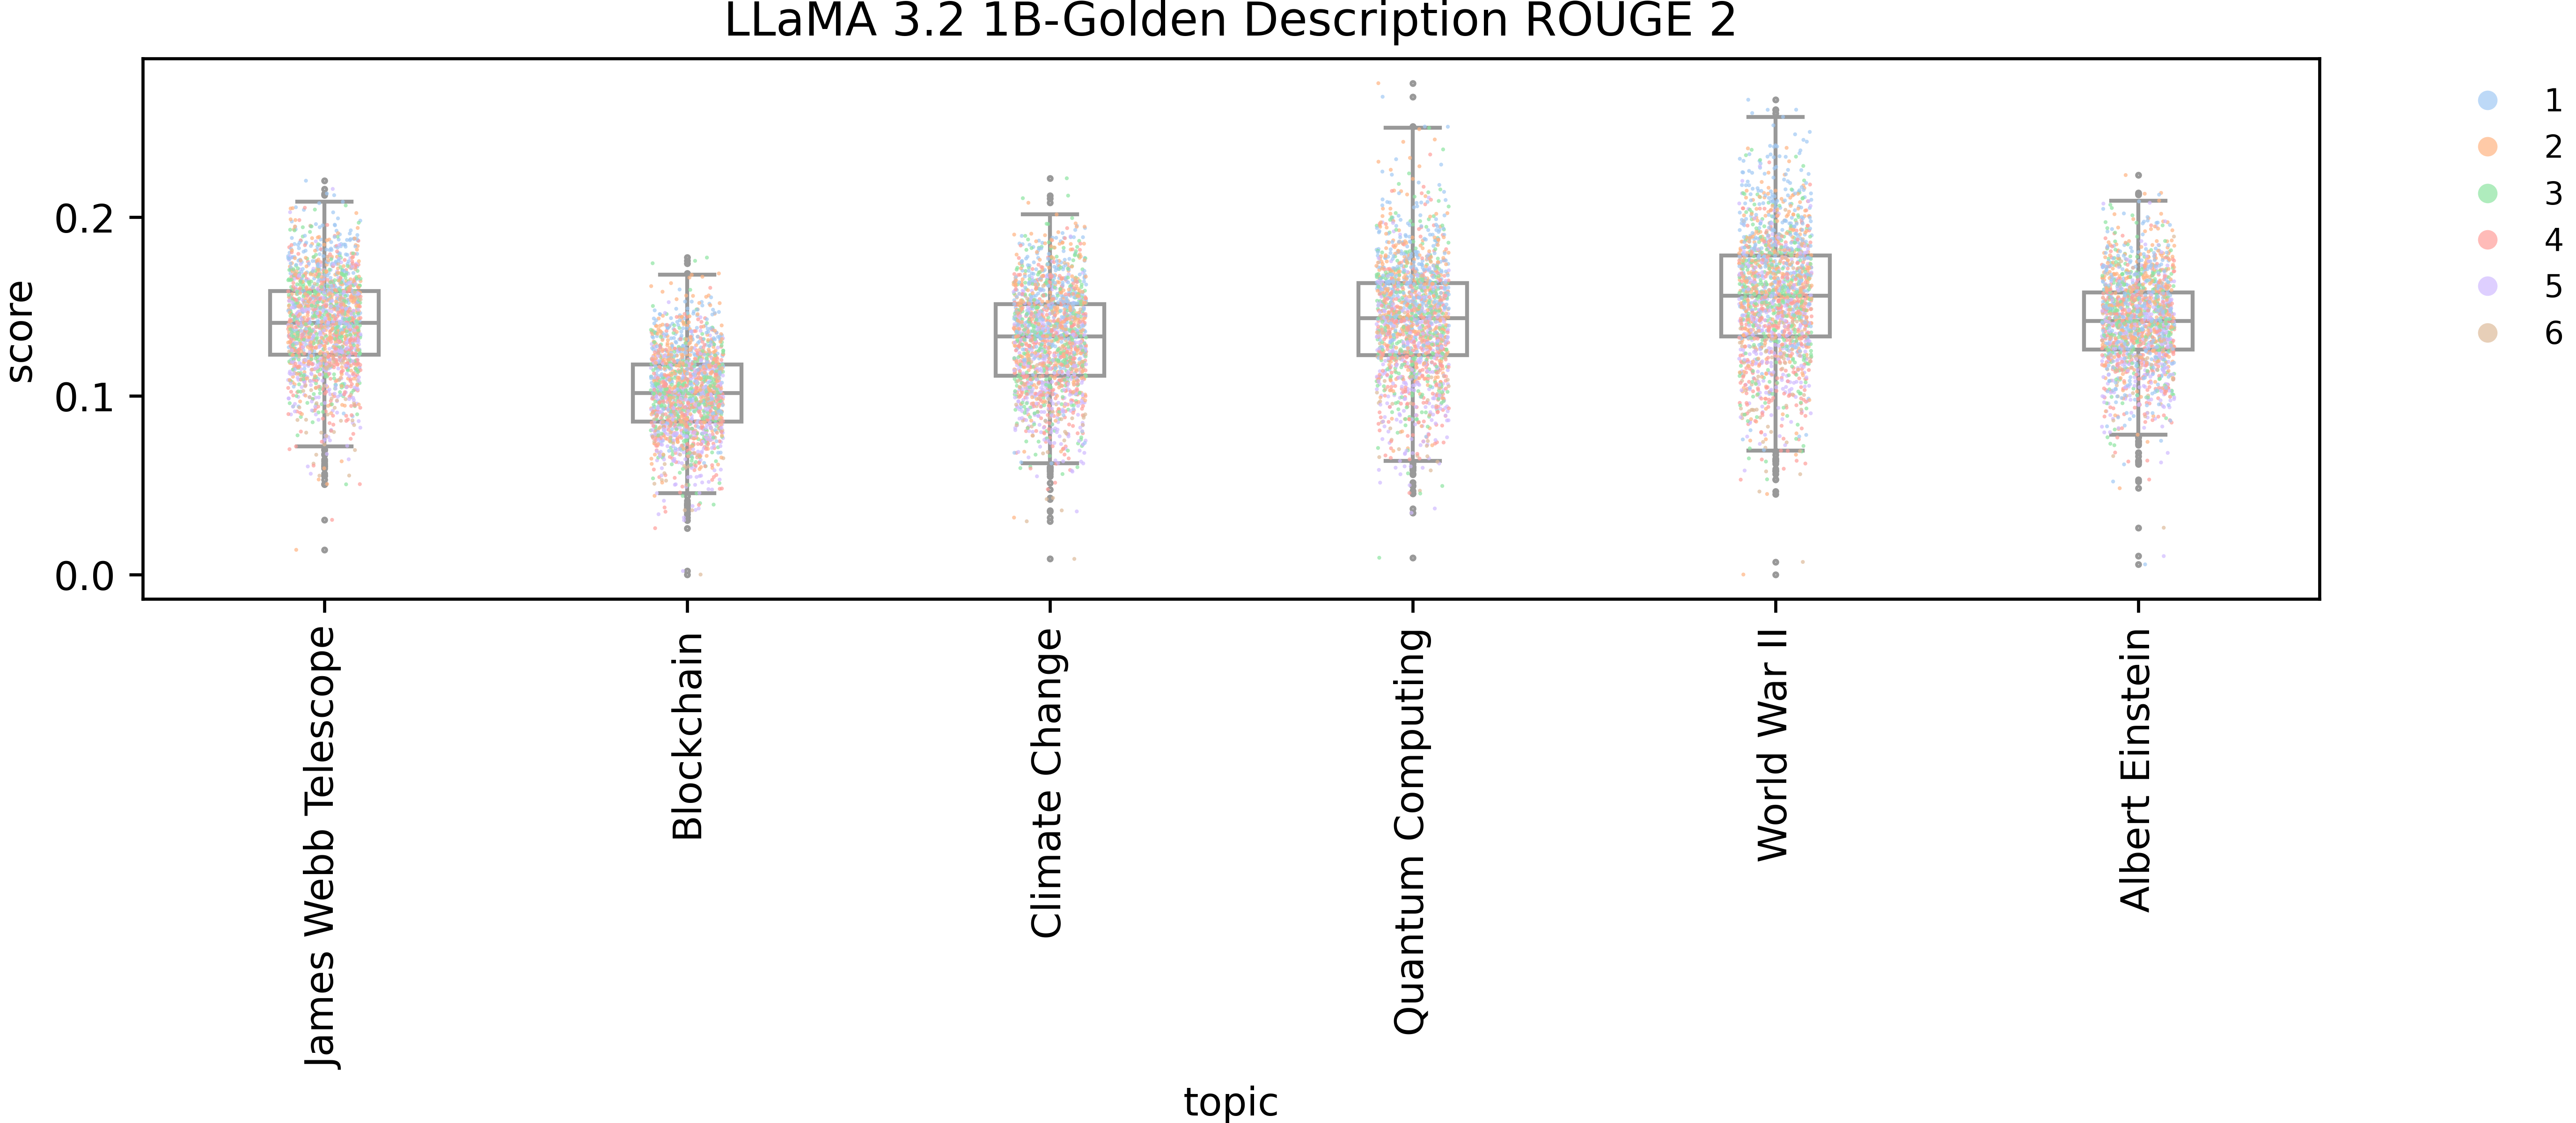 LLaMA 3.2 1B-Golden Description ROUGE 2
score
0.2
0.1
0.0
James Webb Telescope
Blockchain
Climate Change
Quantum Computing
World War II
Albert Einstein
topic
1
2
3
4
5
6